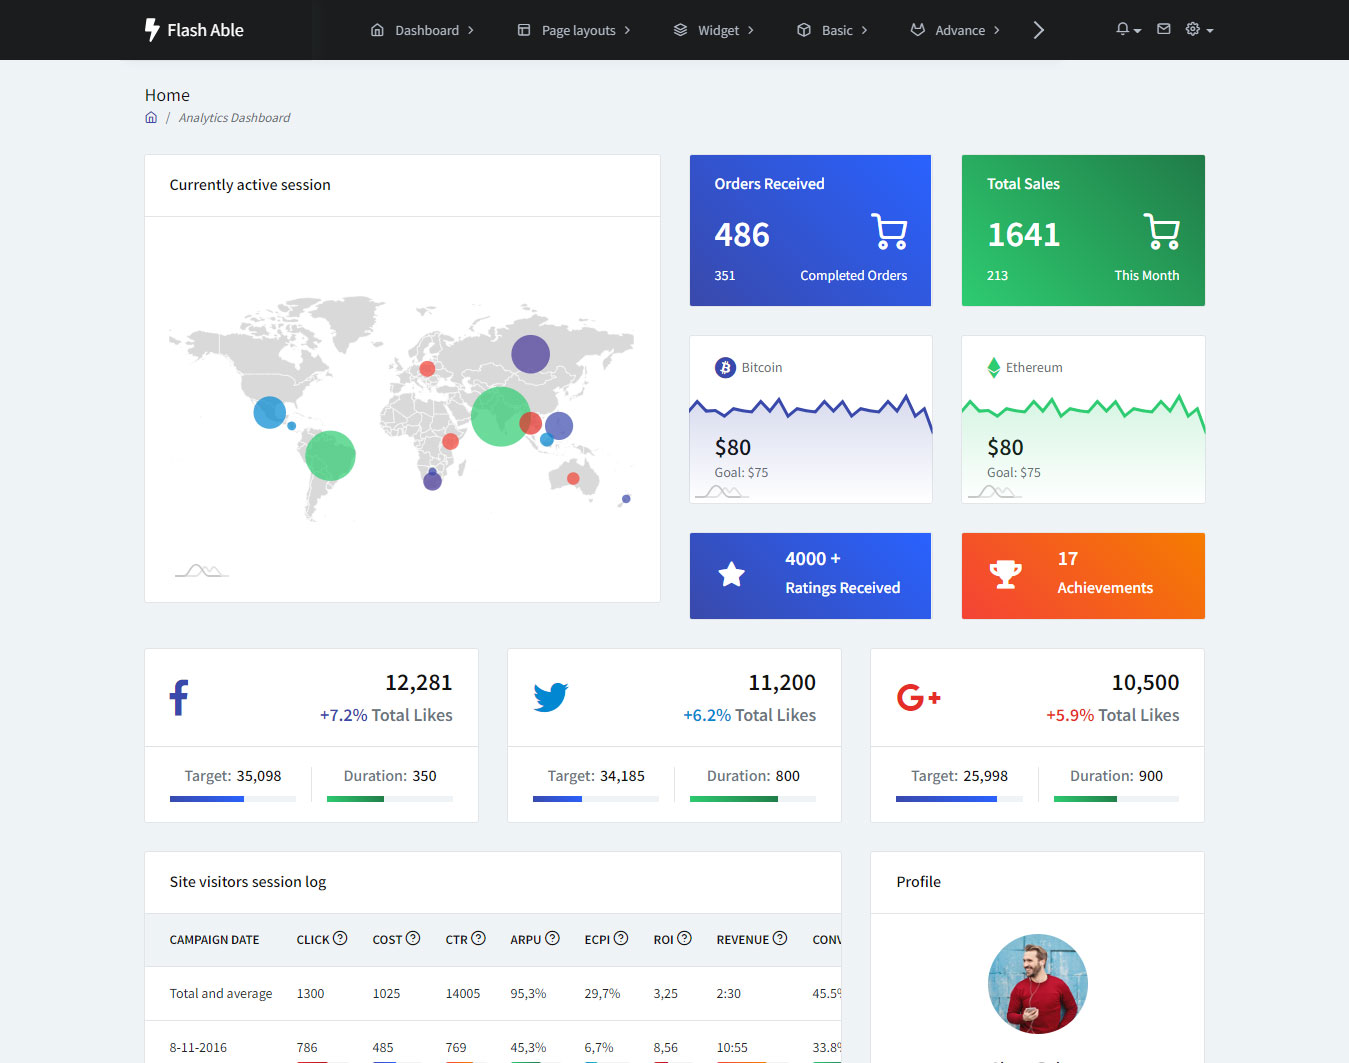 Flash Able
Dashboard
Page layouts
Widget
Basic
Advance
Home
/ Analytics Dashboard
Currently active session
Orders Received
486
351 Completed Orders
Total Sales
1641
213 This Month
Bitcoin
$80
Goal: $75
Ethereum
$80
Goal: $75
4000 +
Ratings Received
17
Achievements
12,281
+7.2% Total Likes
Target: 35,098 Duration: 350
11,200
+6.2% Total Likes
Target: 34,185 Duration: 800
10,500
+5.9% Total Likes
Target: 25,998 Duration: 900
Site visitors session log
CAMPAIGN DATE CLICK COST CTR ARPU ECPI ROI REVENUE
Total and average 1300 1025 14005 95,3% 29,7% 3,25 2:30 45.5%
8-11-2016 786 485 769 45,3% 6,7% 8,56 10:55 33.8%
Profile